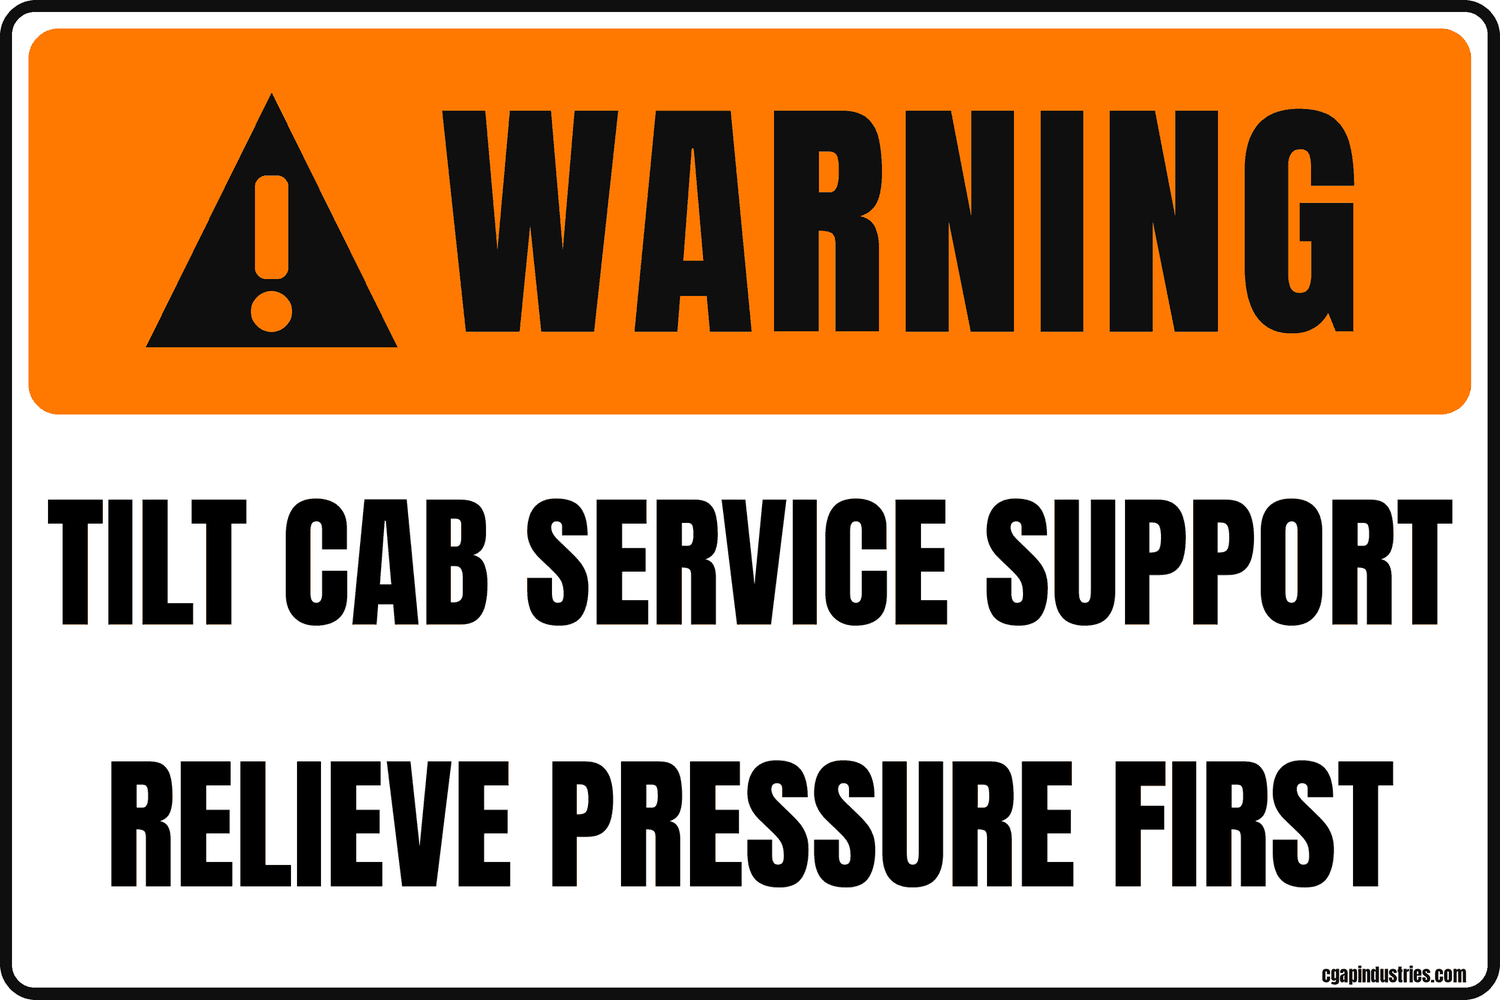 WARNING
TILT CAB SERVICE SUPPORT
RELIEVE PRESSURE FIRST
cgapindustries.com